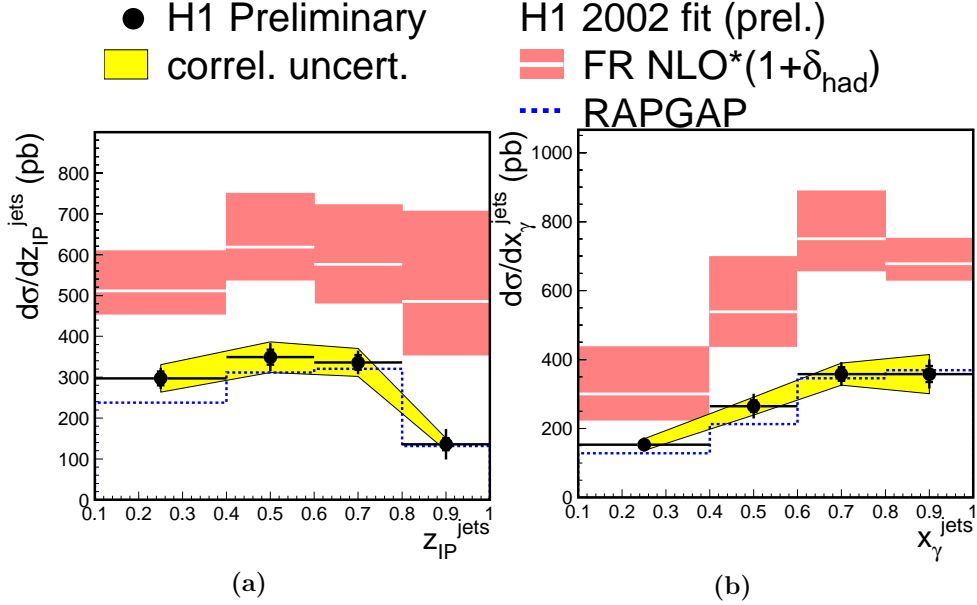 H1 Preliminary
correl. uncert.
H1 2002 fit (prel.)
FR NLO*(1+δhad)
RAPGAP
dσ/dzIPjets (pb)
800
700
600
500
400
300
200
100
0
0.1 0.2 0.3 0.4 0.5 0.6 0.7 0.8 0.9 1
zIPjets
(a)
dσ/dxγjets (pb)
1000
800
600
400
200
0
0.1 0.2 0.3 0.4 0.5 0.6 0.7 0.8 0.9 1
xγjets
(b)